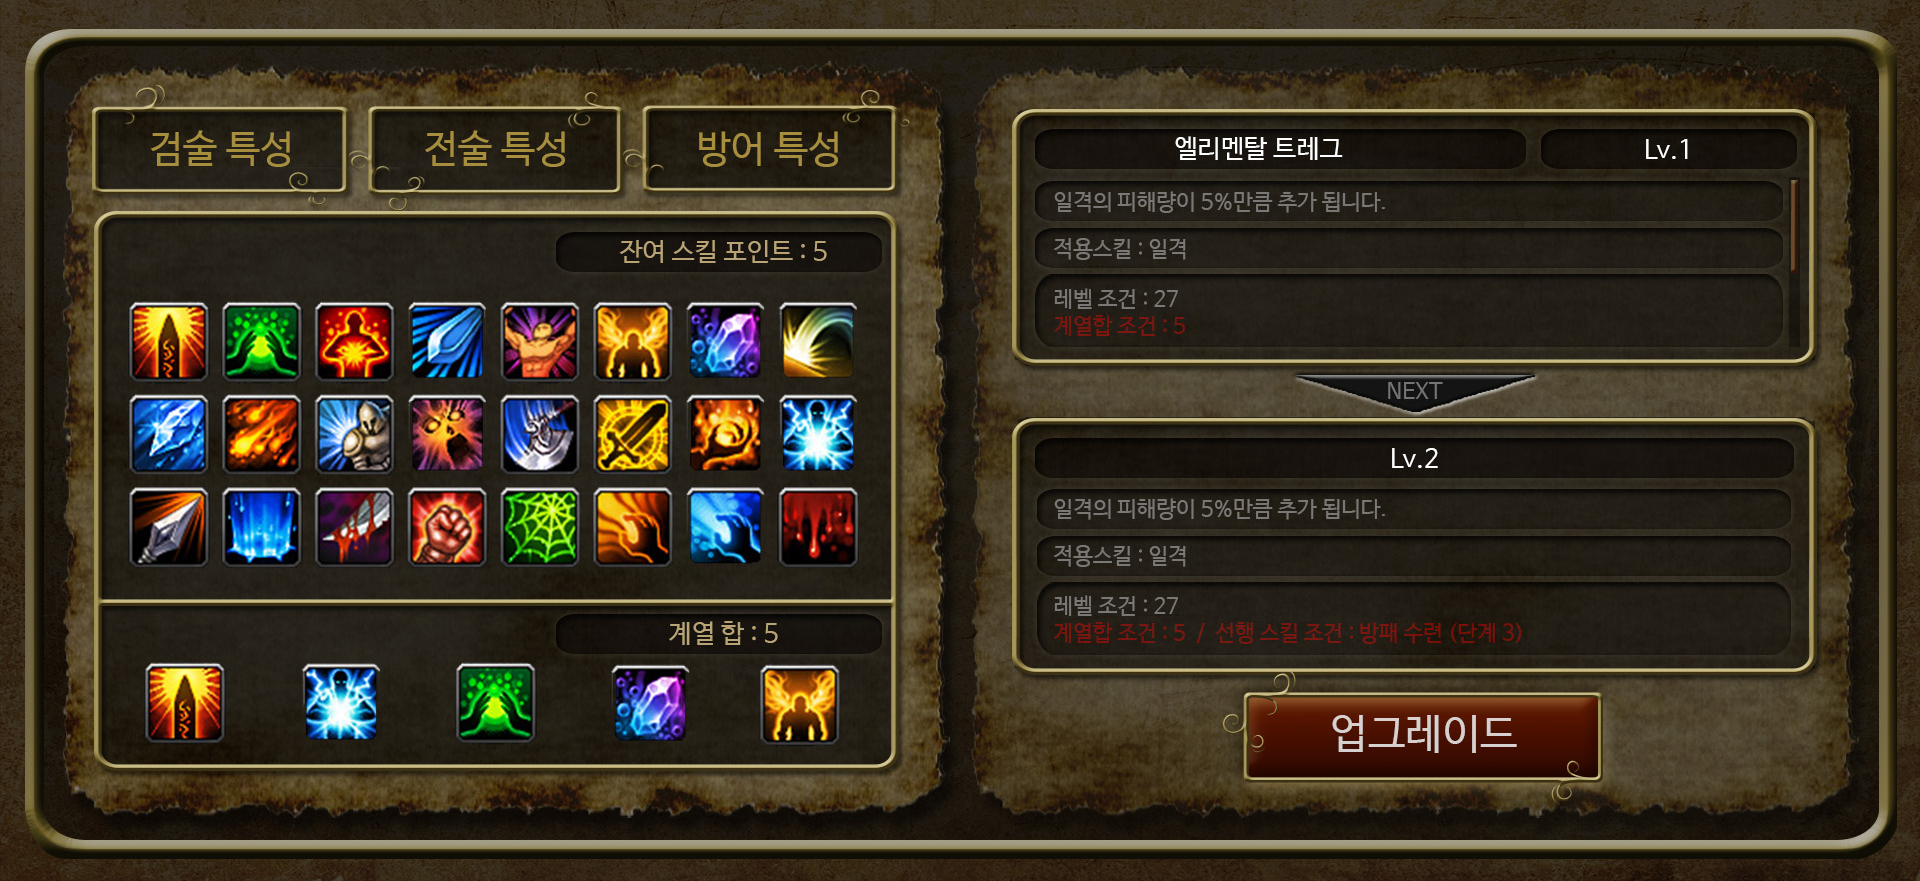 검술 특성
전술 특성
방어 특성
잔여 스킬 포인트 : 5
계열 합 : 5
엘리멘탈 트레그
Lv.1
일격의 피해량이 5%만큼 추가 됩니다.
적용스킬 : 일격
레벨 조건 : 27
계열합 조건 : 5
NEXT
Lv.2
일격의 피해량이 5%만큼 추가 됩니다.
적용스킬 : 일격
레벨 조건 : 27
계열합 조건 : 5 / 선행 스킬 조건 : 방패 수련 (단계 3)
업그레이드